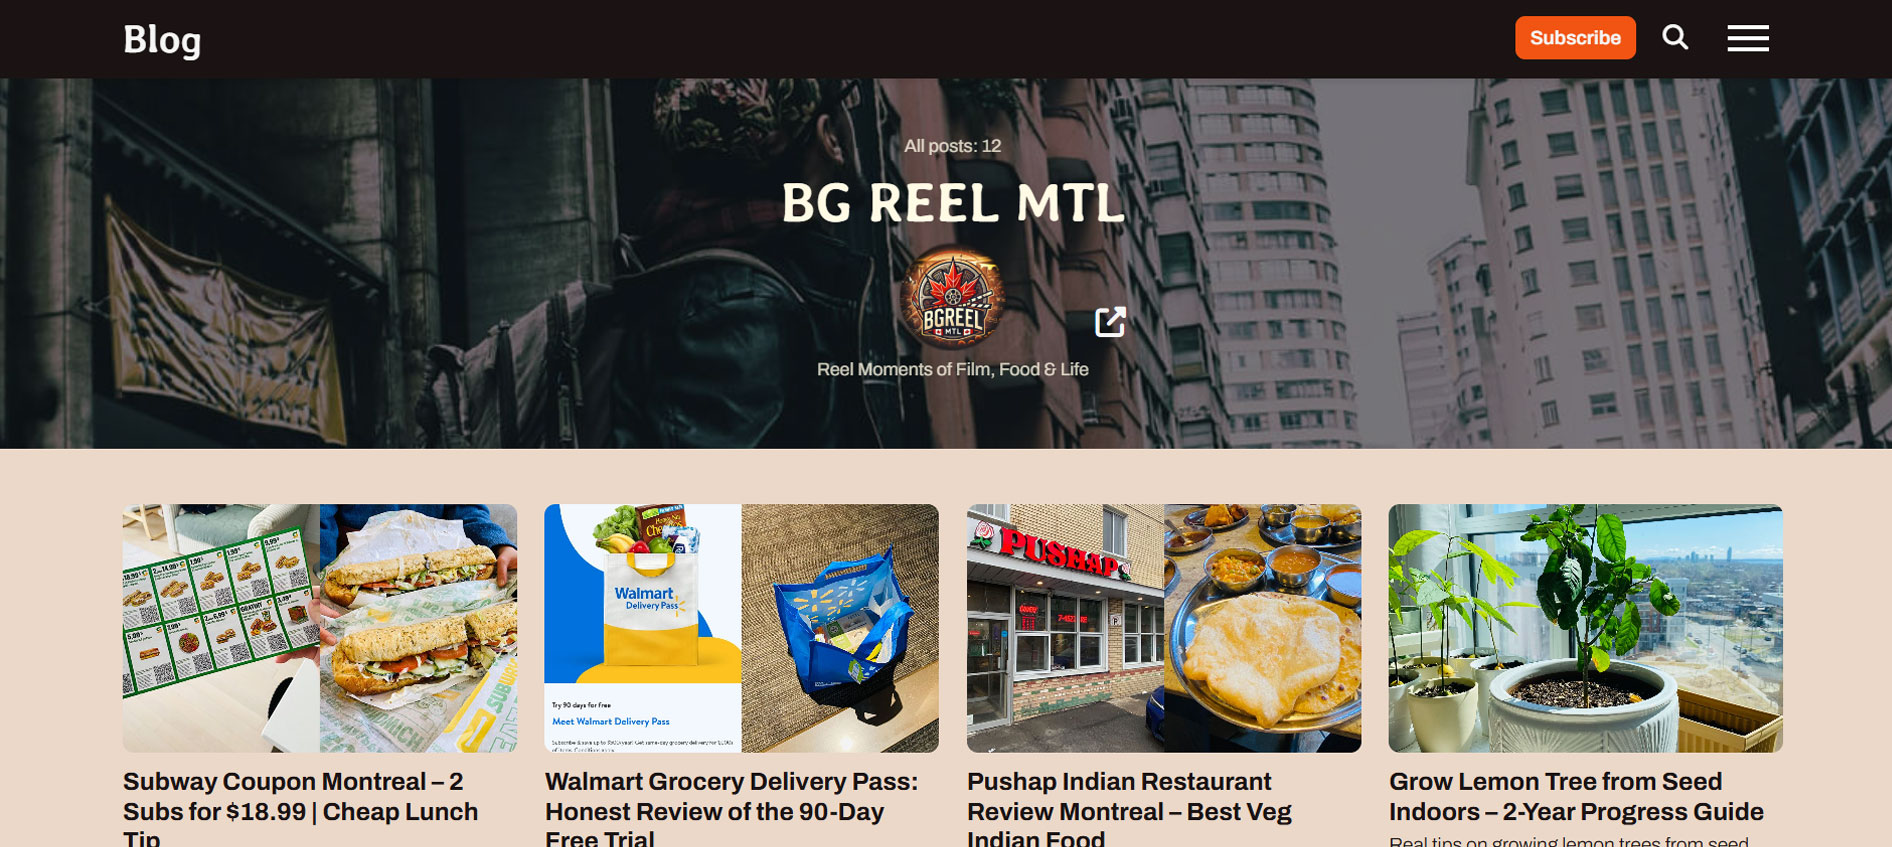 Blog
Subscribe
All posts: 12
BG REEL MTL
BGREEL
MTL
Reel Moments of Film, Food & Life
Walmart
Delivery Pass
PUSHAP
Try 90 days for free
Meet Walmart Delivery Pass
SUBWAY
Subway Coupon Montreal – 2
Subs for $18.99 | Cheap Lunch
Tip
Walmart Grocery Delivery Pass:
Honest Review of the 90-Day
Free Trial
Pushap Indian Restaurant
Review Montreal – Best Veg
Indian Food
Grow Lemon Tree from Seed
Indoors – 2-Year Progress Guide
Real tips on growing lemon trees from seed